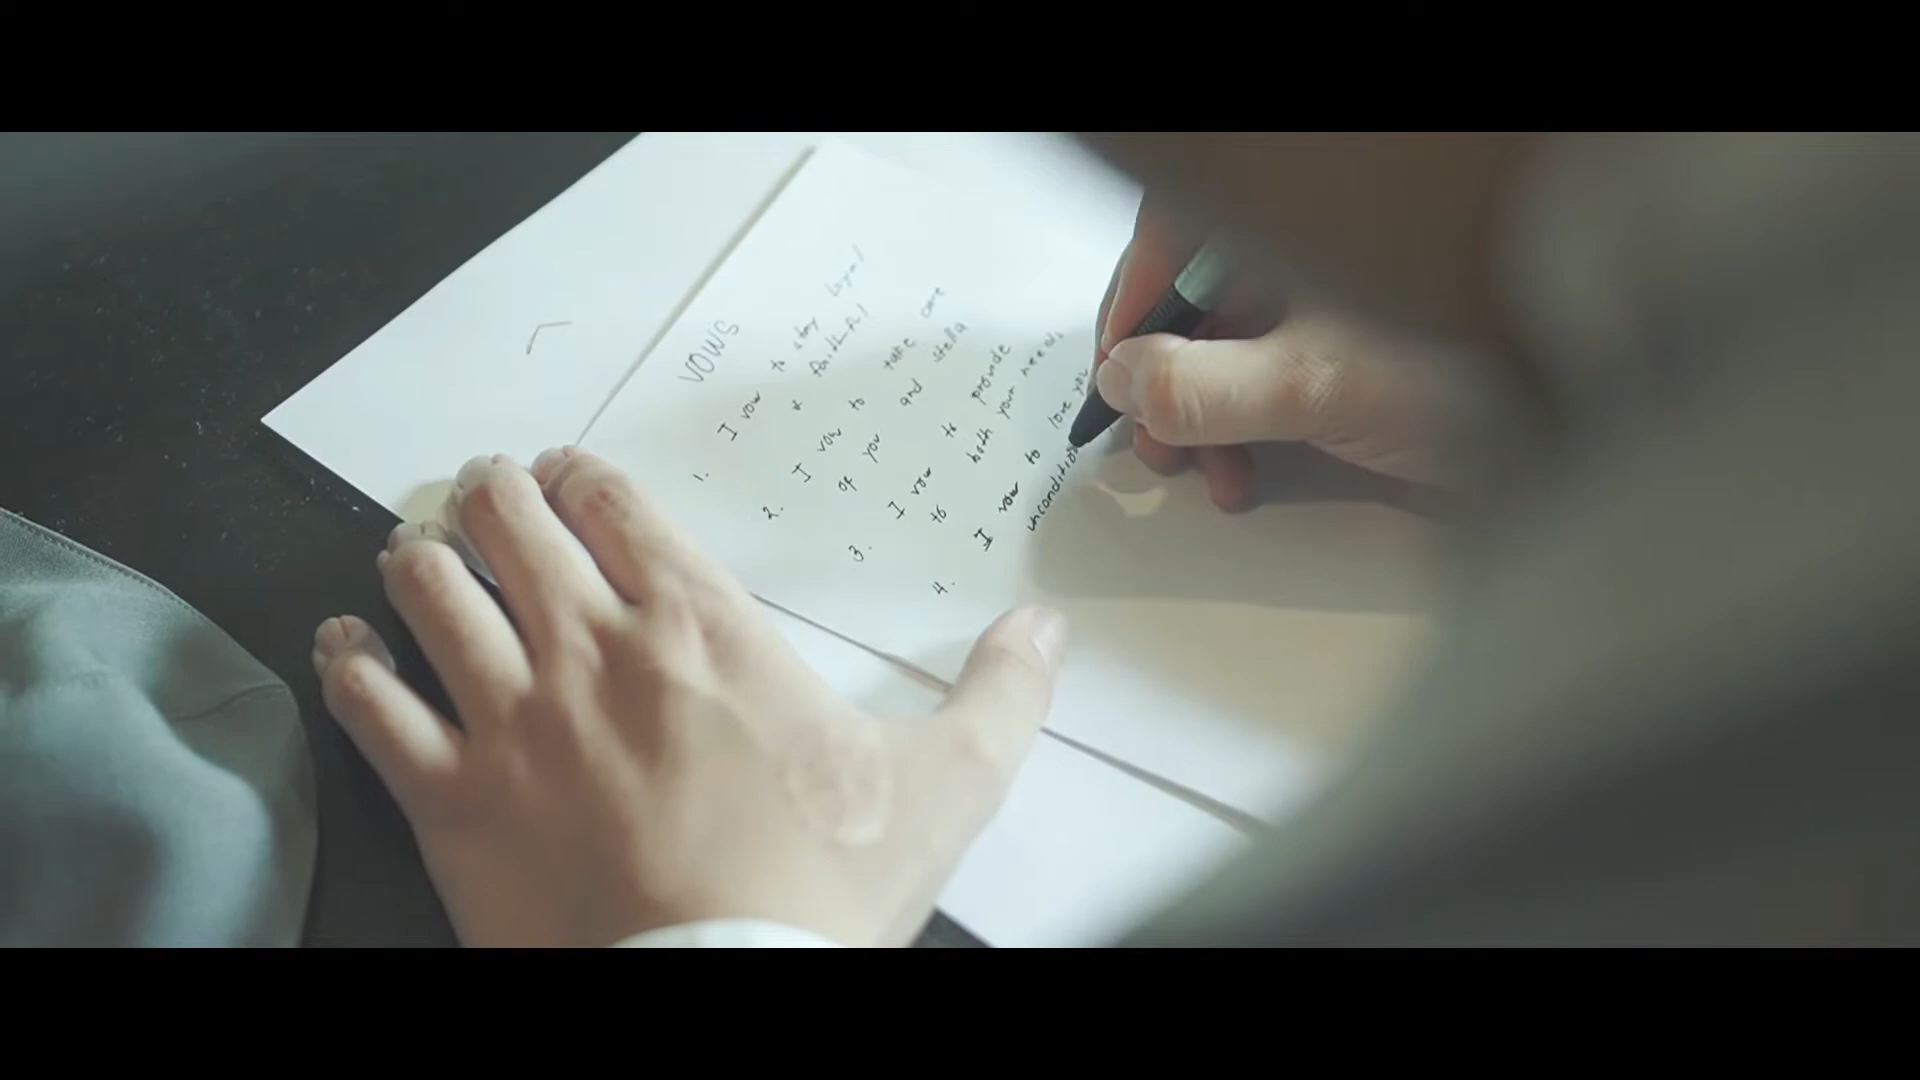 VOWS
1. I vow to stay loyal
& faithful
2. I vow to take care
of you and stella
3. I vow to provide
to both your needs
4. I vow to love you
unconditio